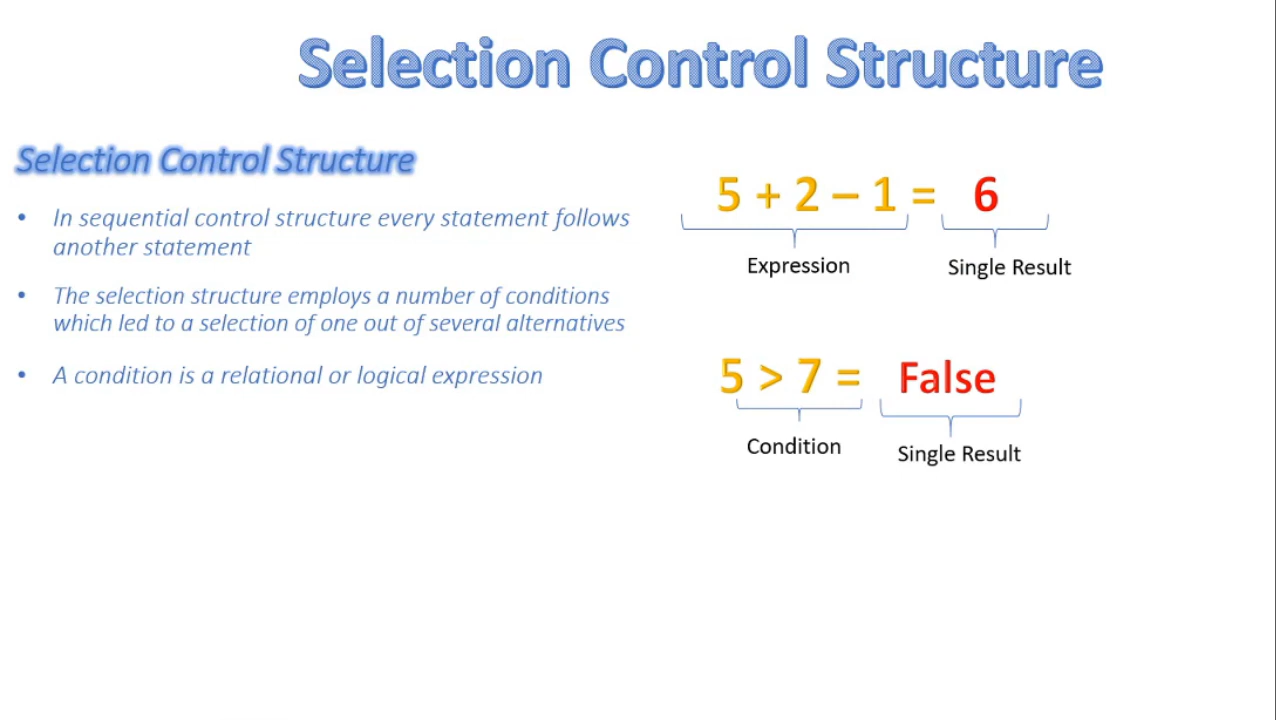 Selection Control Structure
Selection Control Structure
• In sequential control structure every statement follows
another statement
• The selection structure employs a number of conditions
which led to a selection of one out of several alternatives
• A condition is a relational or logical expression
5 + 2 – 1 = 6
Expression Single Result
5 > 7 = False
Condition Single Result